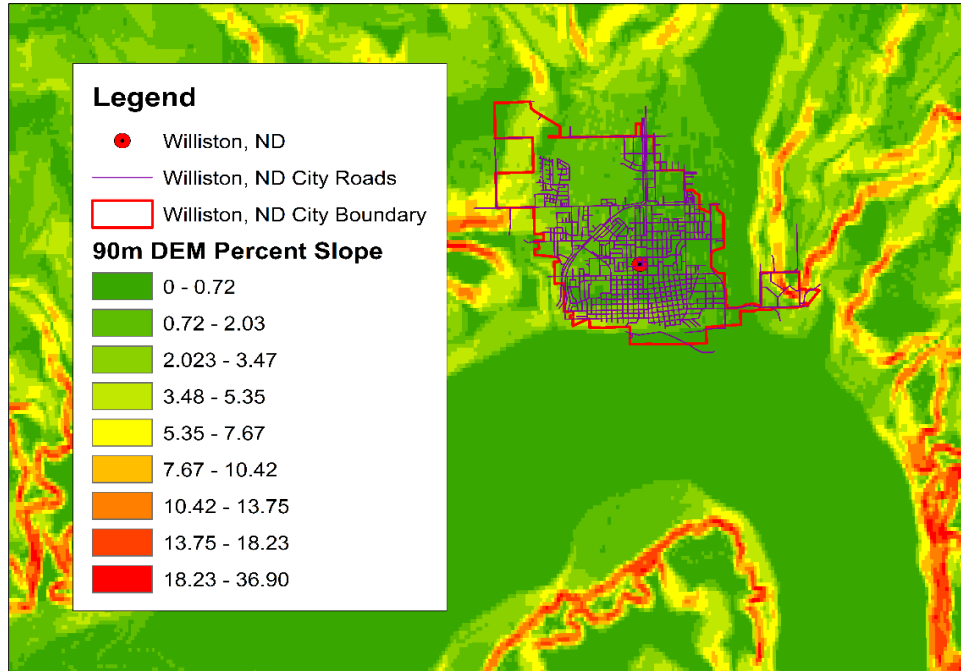 Legend
Williston, ND
Williston, ND City Roads
Williston, ND City Boundary
90m DEM Percent Slope
0 - 0.72
0.72 - 2.03
2.023 - 3.47
3.48 - 5.35
5.35 - 7.67
7.67 - 10.42
10.42 - 13.75
13.75 - 18.23
18.23 - 36.90